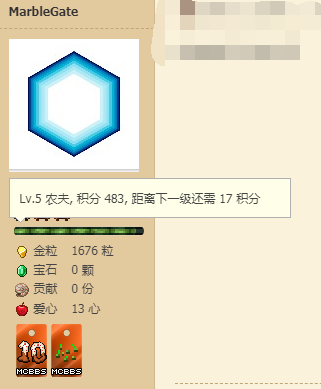 MarbleGate
Lv.5 农夫, 积分 483, 距离下一级还需 17 积分
金粒 1676 粒
宝石 0 颗
贡献 0 份
爱心 13 心
10
MCBBS MCBBS